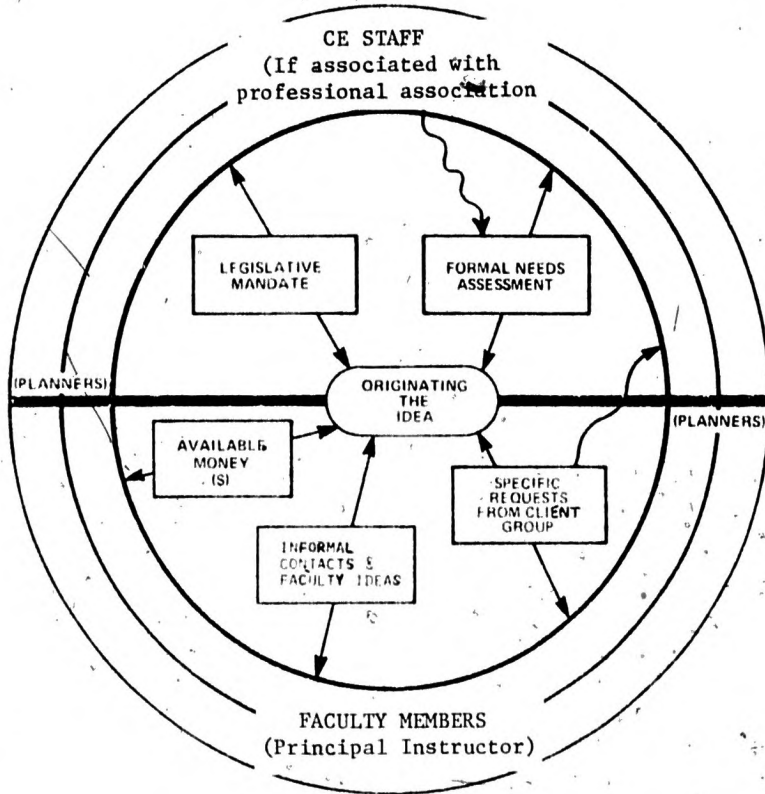 CE STAFF
(If associated with
professional association
LEGISLATIVE
MANDATE
FORMAL NEEDS
ASSESSMENT
(PLANNERS)
ORIGINATING
THE
IDEA
(PLANNERS)
AVAILABLE
MONEY
($)
SPECIFIC
REQUESTS
FROM CLIENT
GROUP
INFORMAL
CONTACTS &
FACULTY IDEAS
FACULTY MEMBERS
(Principal Instructor)